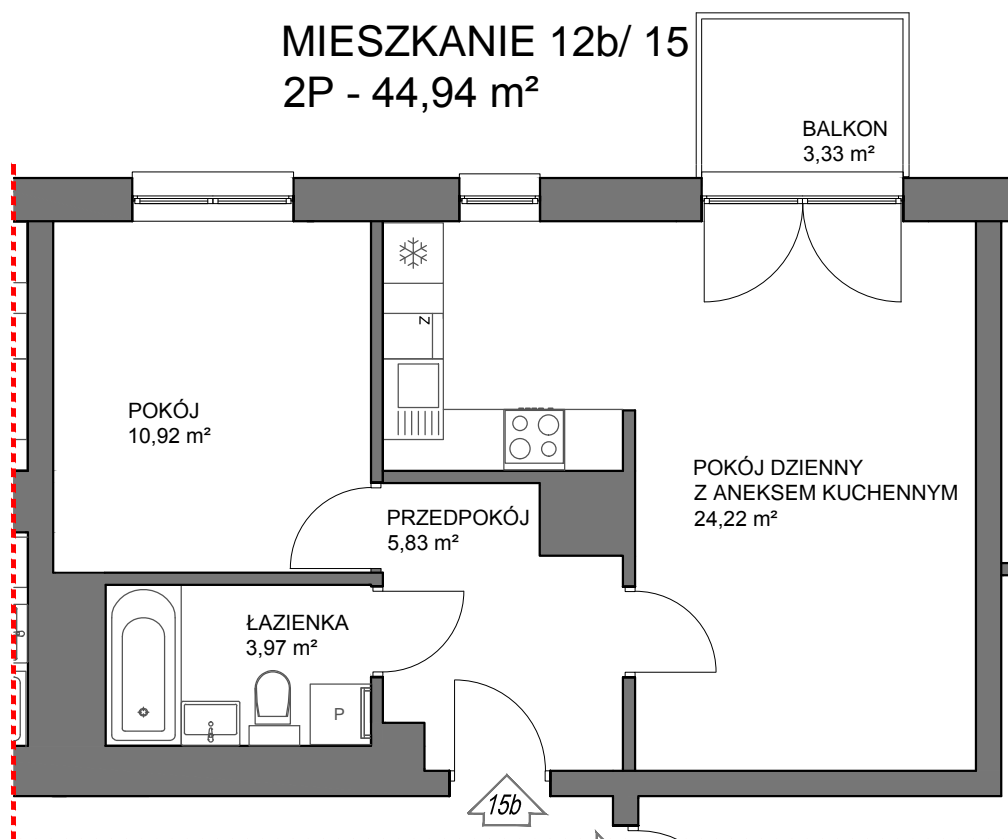 MIESZKANIE 12b/ 15
2P - 44,94 m²
BALKON
3,33 m²
Z
POKÓJ
10,92 m²
POKÓJ DZIENNY
Z ANEKSEM KUCHENNYM
24,22 m²
PRZEDPOKÓJ
5,83 m²
ŁAZIENKA
3,97 m²
P
15b